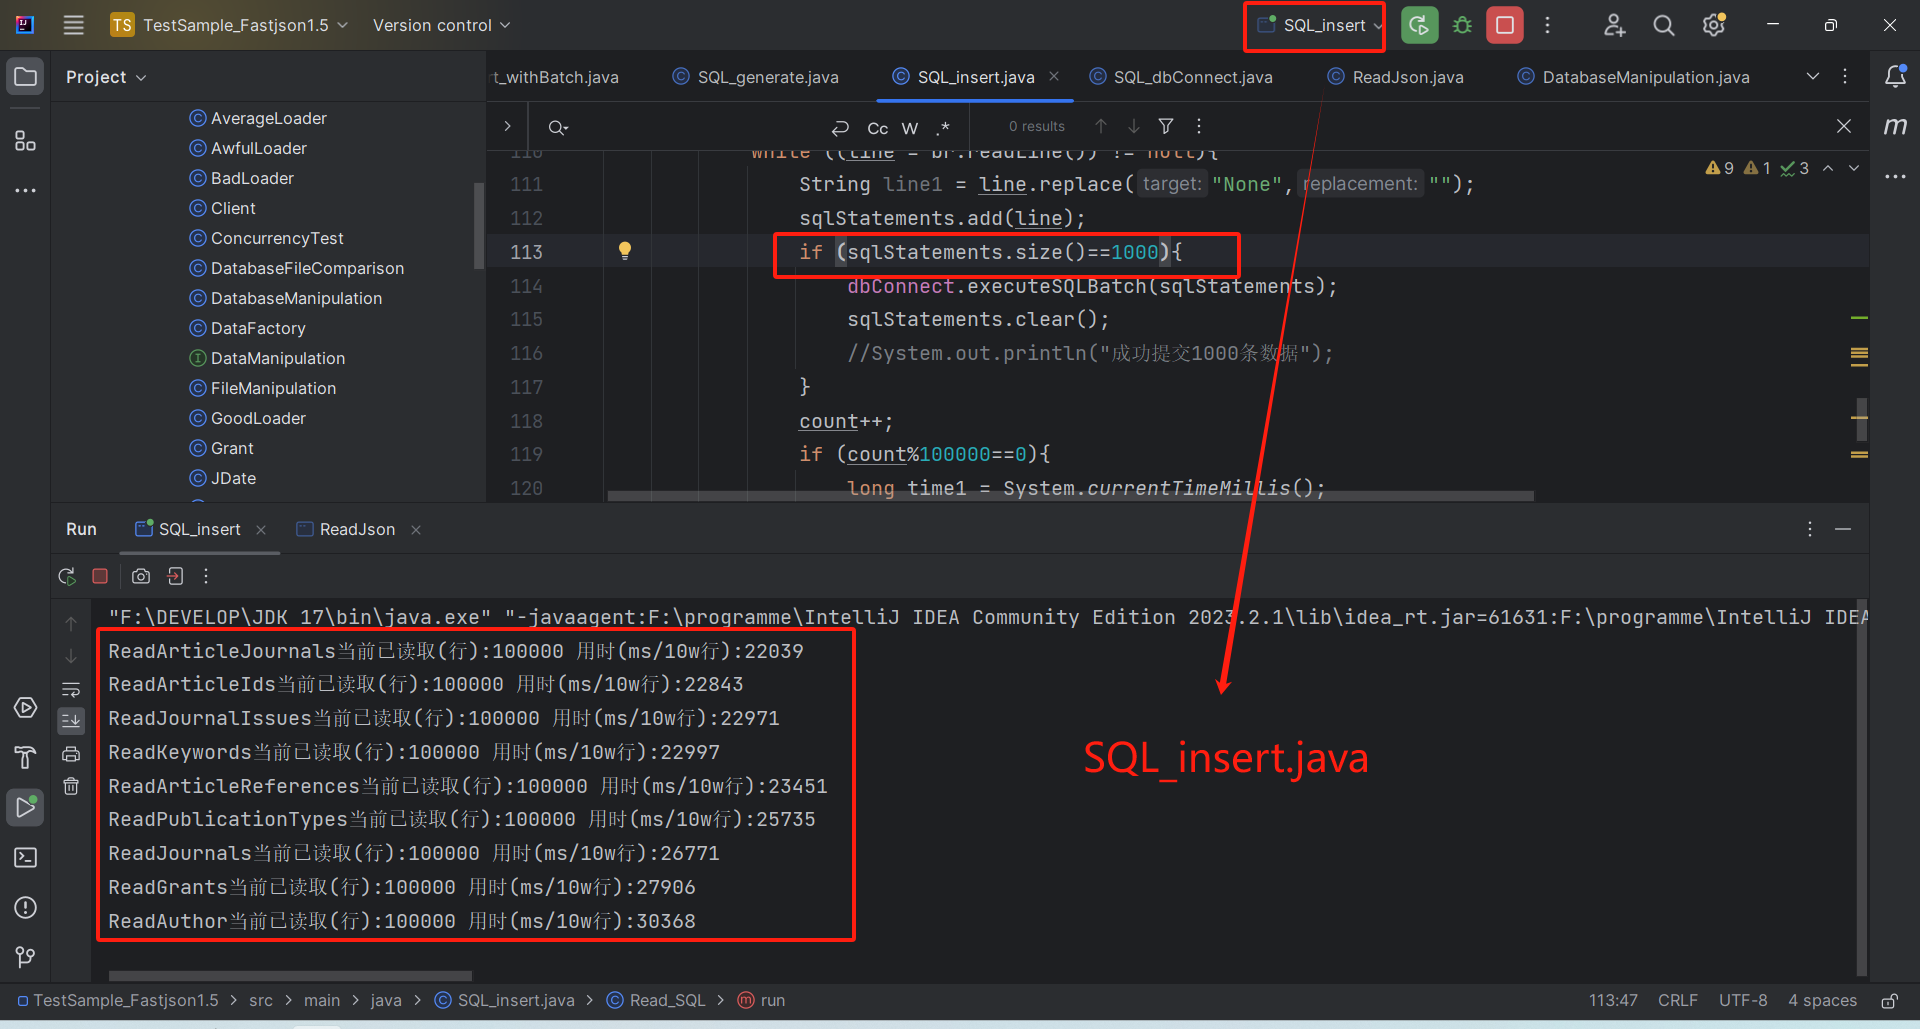 TS TestSample_Fastjson1.5 Version control SQL_insert
Project
t_withBatch.java SQL_generate.java SQL_insert.java SQL_dbConnect.java ReadJson.java DatabaseManipulation.java
Cc W .* 0 results
AverageLoader
AwfulLoader
BadLoader
Client
ConcurrencyTest
DatabaseFileComparison
DatabaseManipulation
DataFactory
DataManipulation
FileManipulation
GoodLoader
Grant
JDate
110 while ((line = br.readLine()) != null){
9 1 3
111 String line1 = line.replace( target: "None", replacement: "");
112 sqlStatements.add(line);
113 if (sqlStatements.size()==1000){
114 dbConnect.executeSQLBatch(sqlStatements);
115 sqlStatements.clear();
116 //System.out.println("成功提交1000条数据");
117 }
118 count++;
119 if (count%100000==0){
120 long time1 = System.currentTimeMillis();
Run SQL_insert ReadJson
"F:\DEVELOP\JDK 17\bin\java.exe" "-javaagent:F:\programme\IntelliJ IDEA Community Edition 2023.2.1\lib\idea_rt.jar=61631:F:\programme\IntelliJ IDEA
ReadArticleJournals当前已读取(行):100000 用时(ms/10w行):22039
ReadArticleIds当前已读取(行):100000 用时(ms/10w行):22843
ReadJournalIssues当前已读取(行):100000 用时(ms/10w行):22971
ReadKeywords当前已读取(行):100000 用时(ms/10w行):22997
ReadArticleReferences当前已读取(行):100000 用时(ms/10w行):23451
ReadPublicationTypes当前已读取(行):100000 用时(ms/10w行):25735
ReadJournals当前已读取(行):100000 用时(ms/10w行):26771
ReadGrants当前已读取(行):100000 用时(ms/10w行):27906
ReadAuthor当前已读取(行):100000 用时(ms/10w行):30368
SQL_insert.java
TestSample_Fastjson1.5 > src > main > java > SQL_insert.java > Read_SQL > run
113:47 CRLF UTF-8 4 spaces